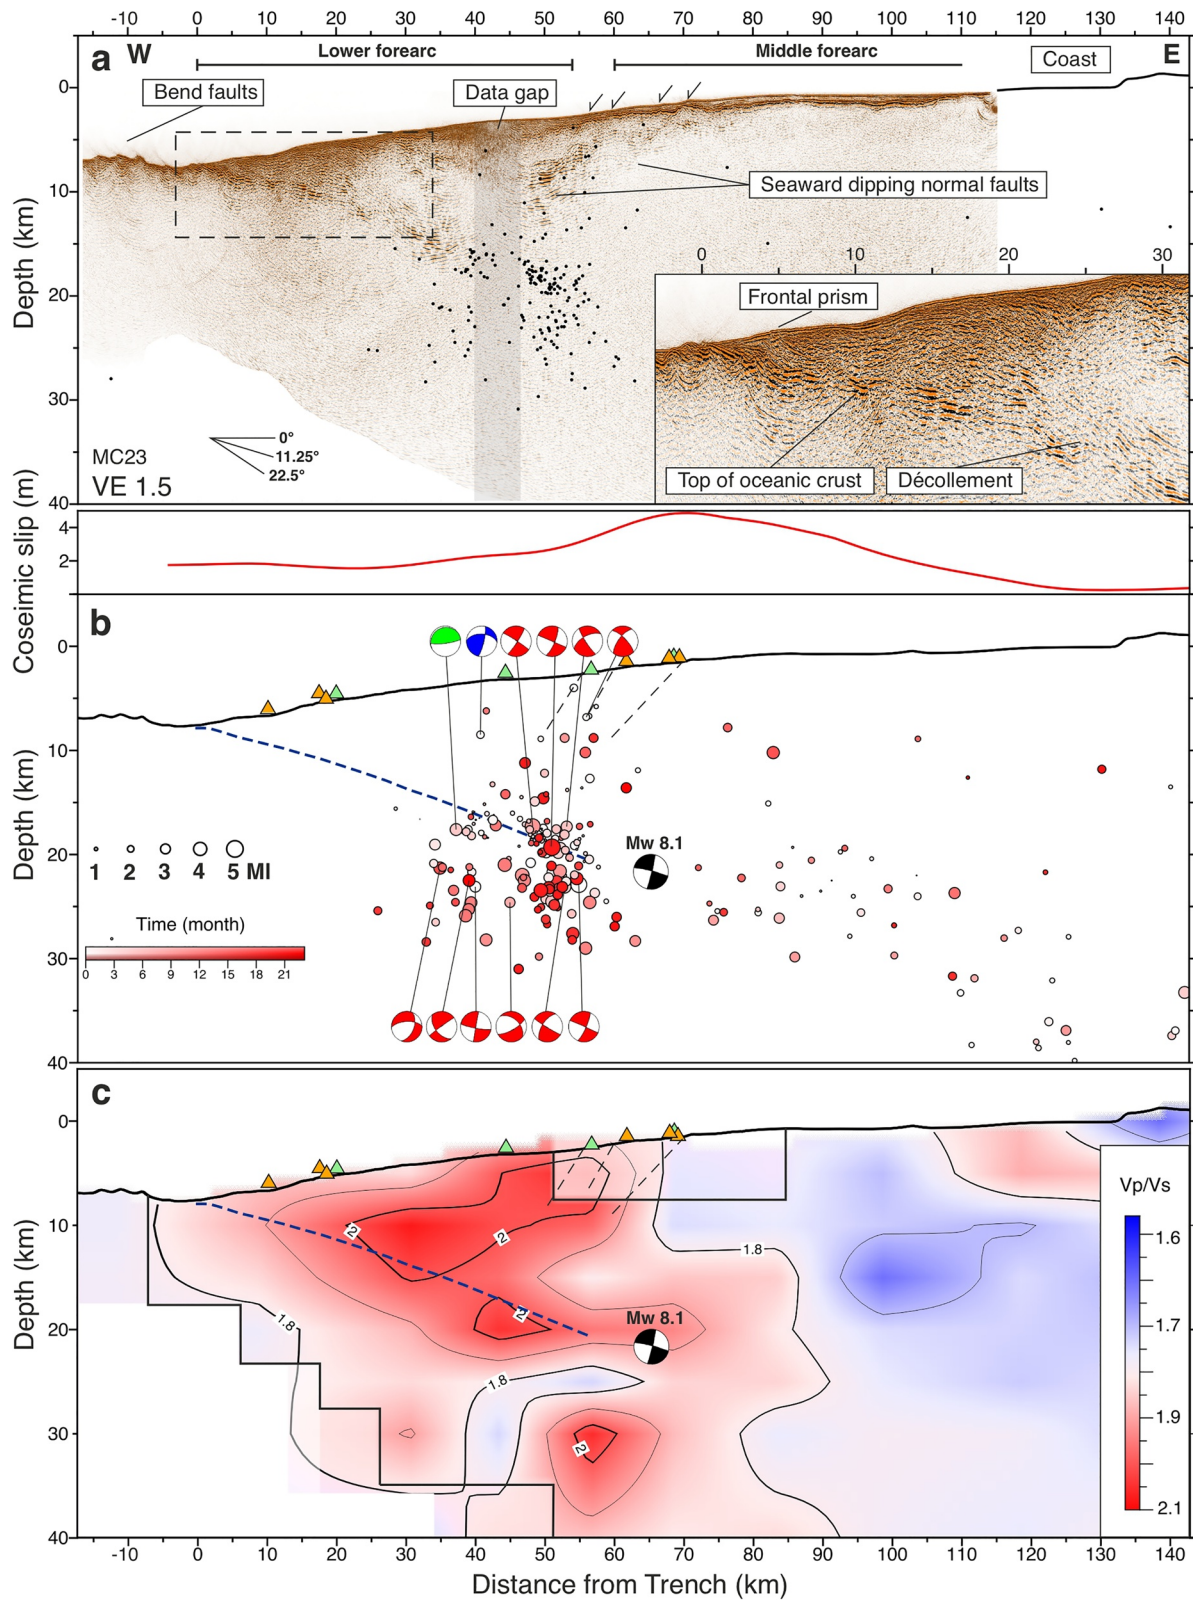 -10 0 10 20 30 40 50 60 70 80 90 100 110 120 130 140
a W Lower forearc Middle forearc Coast E
Bend faults Data gap
Seaward dipping normal faults
0 10 20 30
Frontal prism
Top of oceanic crust Décollement
0°
11.25°
22.5°
MC23
VE 1.5
Depth (km)
0
10
20
30
40
Coseimic slip (m)
4
2
b
Depth (km)
0
10
20
30
40
Mw 8.1
1 2 3 4 5 Ml
Time (month)
0 3 6 9 12 15 18 21
c
Depth (km)
0
10
20
30
40
2
2
1.8
1.8
2
Mw 8.1
1.8
2
Vp/Vs
1.6
1.7
1.8
1.9
2.1
-10 0 10 20 30 40 50 60 70 80 90 100 110 120 130 140
Distance from Trench (km)